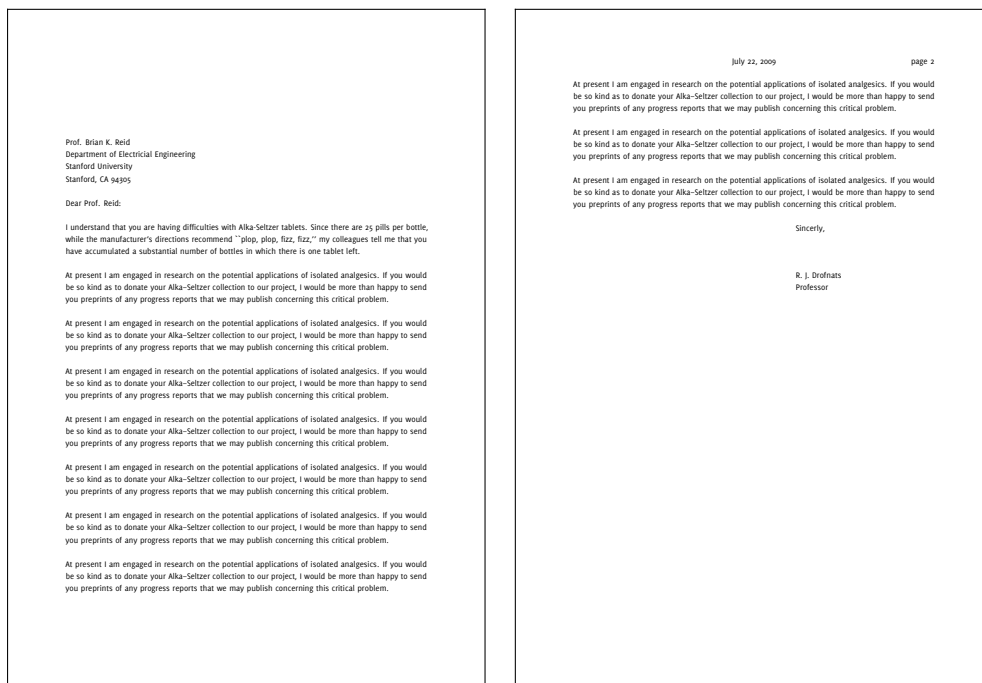 Prof. Brian K. Reid
Department of Electricial Engineering
Stanford University
Stanford, CA 94305
Dear Prof. Reid:
I understand that you are having difficulties with Alka-Seltzer tablets. Since there are 25 pills per bottle,
while the manufacturer's directions recommend ``plop, plop, fizz, fizz,'' my colleagues tell me that you
have accumulated a substantial number of bottles in which there is one tablet left.
At present I am engaged in research on the potential applications of isolated analgesics. If you would
be so kind as to donate your Alka–Seltzer collection to our project, I would be more than happy to send
you preprints of any progress reports that we may publish concerning this critical problem.
At present I am engaged in research on the potential applications of isolated analgesics. If you would
be so kind as to donate your Alka–Seltzer collection to our project, I would be more than happy to send
you preprints of any progress reports that we may publish concerning this critical problem.
At present I am engaged in research on the potential applications of isolated analgesics. If you would
be so kind as to donate your Alka–Seltzer collection to our project, I would be more than happy to send
you preprints of any progress reports that we may publish concerning this critical problem.
At present I am engaged in research on the potential applications of isolated analgesics. If you would
be so kind as to donate your Alka–Seltzer collection to our project, I would be more than happy to send
you preprints of any progress reports that we may publish concerning this critical problem.
At present I am engaged in research on the potential applications of isolated analgesics. If you would
be so kind as to donate your Alka–Seltzer collection to our project, I would be more than happy to send
you preprints of any progress reports that we may publish concerning this critical problem.
At present I am engaged in research on the potential applications of isolated analgesics. If you would
be so kind as to donate your Alka–Seltzer collection to our project, I would be more than happy to send
you preprints of any progress reports that we may publish concerning this critical problem.
At present I am engaged in research on the potential applications of isolated analgesics. If you would
be so kind as to donate your Alka–Seltzer collection to our project, I would be more than happy to send
you preprints of any progress reports that we may publish concerning this critical problem.
July 22, 2009 page 2
At present I am engaged in research on the potential applications of isolated analgesics. If you would
be so kind as to donate your Alka–Seltzer collection to our project, I would be more than happy to send
you preprints of any progress reports that we may publish concerning this critical problem.
At present I am engaged in research on the potential applications of isolated analgesics. If you would
be so kind as to donate your Alka–Seltzer collection to our project, I would be more than happy to send
you preprints of any progress reports that we may publish concerning this critical problem.
At present I am engaged in research on the potential applications of isolated analgesics. If you would
be so kind as to donate your Alka–Seltzer collection to our project, I would be more than happy to send
you preprints of any progress reports that we may publish concerning this critical problem.
Sincerly,
R. J. Drofnats
Professor